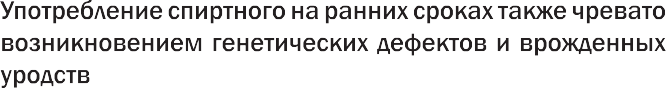 Употребление спиртного на ранних сроках также чревато
возникновением генетических дефектов и врожденных
уродств